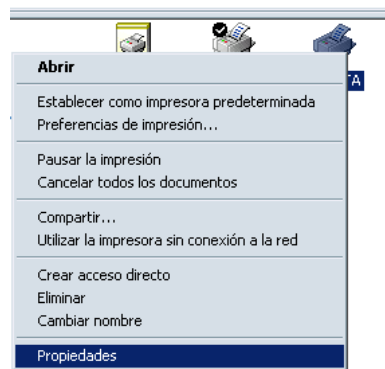 Abrir
TA
Establecer como impresora predeterminada
Preferencias de impresión...
Pausar la impresión
Cancelar todos los documentos
Compartir...
Utilizar la impresora sin conexión a la red
Crear acceso directo
Eliminar
Cambiar nombre
Propiedades